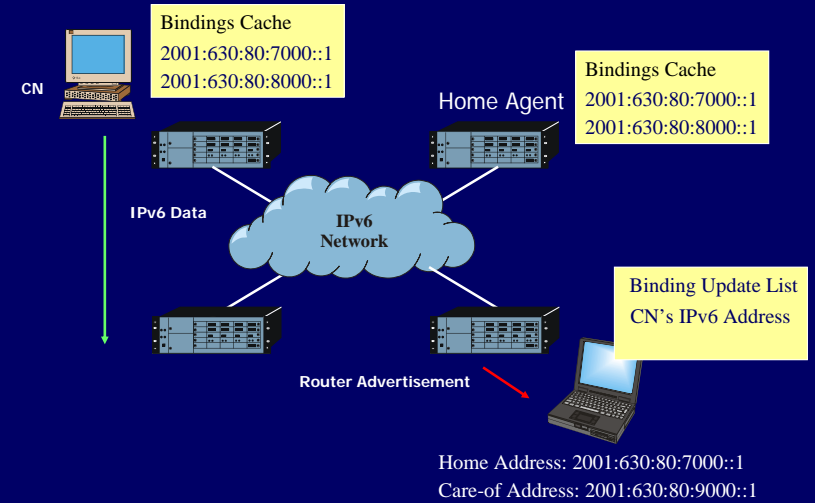 Bindings Cache
2001:630:80:7000::1
2001:630:80:8000::1
CN
Bindings Cache
2001:630:80:7000::1
2001:630:80:8000::1
Home Agent
IPv6 Data
IPv6
Network
Binding Update List
CN's IPv6 Address
Router Advertisement
Home Address: 2001:630:80:7000::1
Care-of Address: 2001:630:80:9000::1